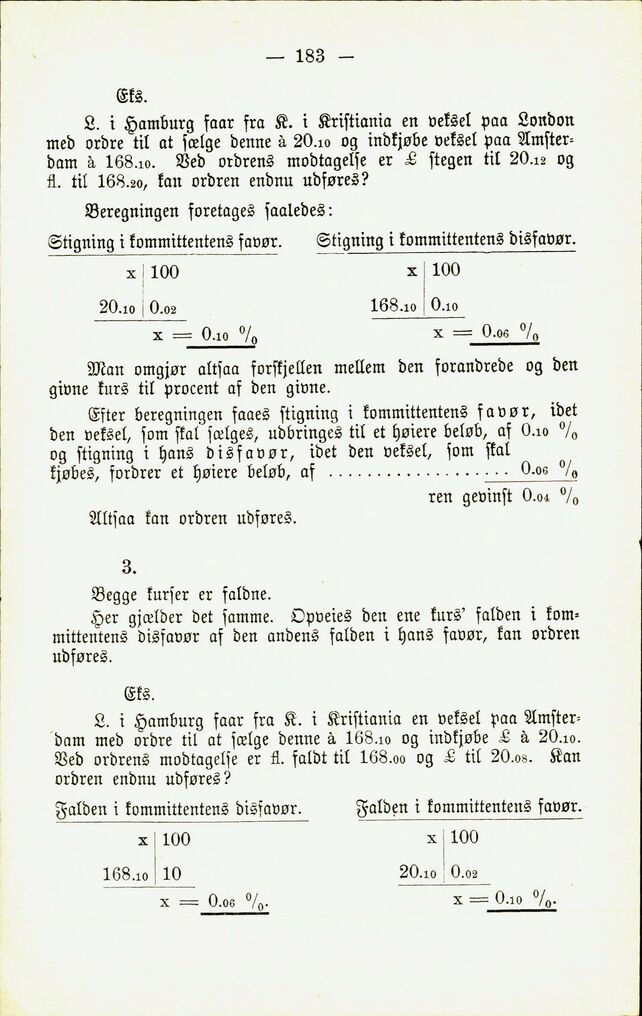 — 183 —
Eks.
L. i Hamburg faar fra K. i Kristiania en veksel paa London
med ordre til at sælge denne à 20.10 og indkjøbe veksel paa Amster-
dam à 168.10. Ved ordrens modtagelse er £ stegen til 20.12 og
fl. til 168.20, kan ordren endnu udføres?
Beregningen foretages saaledes:
Stigning i kommittentens favør. Stigning i kommittentens disfavør.
x | 100 x | 100
20.10 | 0.02 168.10 | 0.10
x = 0.10 % x = 0.06 %
Man omgjør altsaa forskjellen mellem den forandrede og den
givne kurs til procent af den givne.
Efter beregningen faaes stigning i kommittentens favør, idet
den veksel, som skal sælges, udbringes til et høiere beløb, af 0.10 %
og stigning i hans disfavør, idet den veksel, som skal
kjøbes, fordrer et høiere beløb, af .................. 0.06 %
ren gevinst 0.04 %
Altsaa kan ordren udføres.
3.
Begge kurser er faldne.
Her gjælder det samme. Opveies den ene kurs' falden i kom-
mittentens disfavør af den andens falden i hans favør, kan ordren
udføres.
Eks.
L. i Hamburg faar fra K. i Kristiania en veksel paa Amster-
dam med ordre til at sælge denne à 168.10 og indkjøbe £ à 20.10.
Ved ordrens modtagelse er fl. faldt til 168.00 og £ til 20.08. Kan
ordren endnu udføres?
Falden i kommittentens disfavør. Falden i kommittentens favør.
x | 100 x | 100
168.10 | 10 20.10 | 0.02
x = 0.06 %. x = 0.10 %.